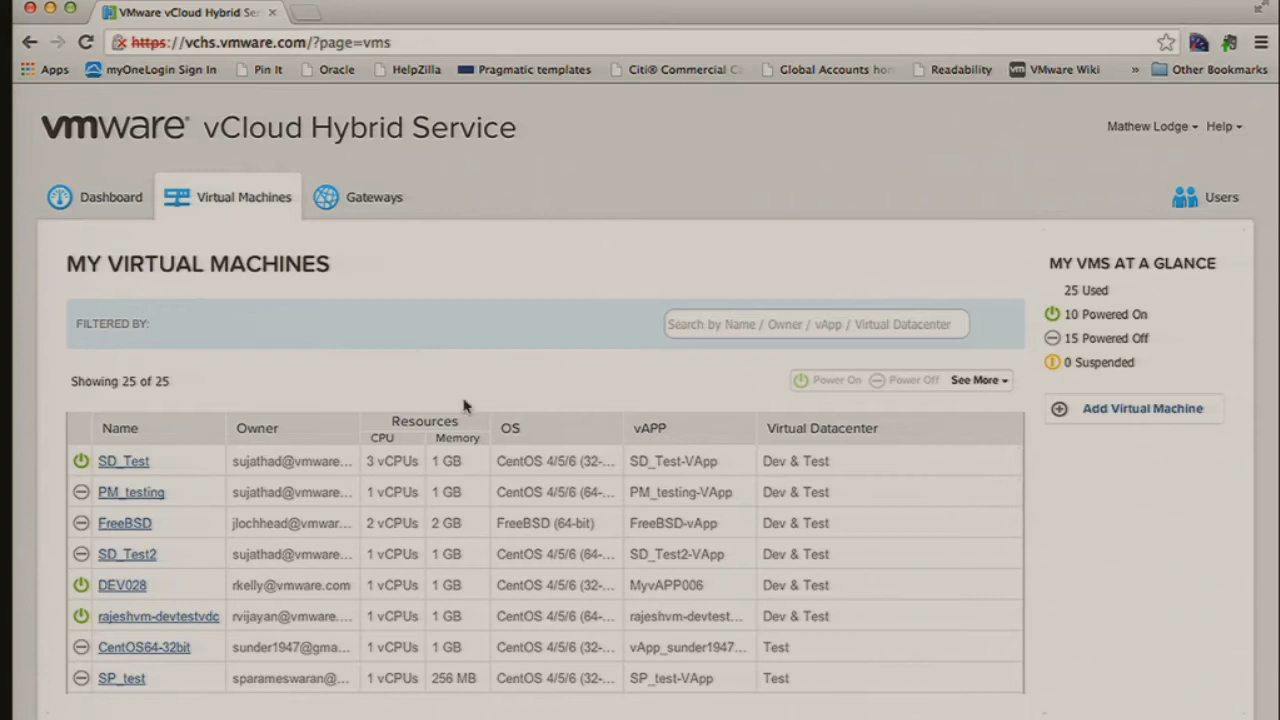 VMware vCloud Hybrid Ser
https://vchs.vmware.com/?page=vms
Apps myOneLogin Sign In Pin It Oracle HelpZilla Pragmatic templates Citi® Commercial Global Accounts VMware Wiki » Other Bookmarks
Readability
vmware® vCloud Hybrid Service
Mathew Lodge Help
Dashboard Virtual Machines Gateways Users
MY VIRTUAL MACHINES
FILTERED BY:
Search by Name / Owner / vApp / Virtual Datacenter
Showing 25 of 25
Power On Power Off See More
Name Owner Resources OS vAPP Virtual Datacenter
CPU Memory
SD_Test sujathad@vmware... 3 vCPUs 1 GB CentOS 4/5/6 (32-... SD_Test-VApp Dev & Test
PM_testing sujathad@vmware... 1 vCPUs 1 GB CentOS 4/5/6 (64-... PM_testing-VApp Dev & Test
FreeBSD jlochhead@vmwar... 2 vCPUs 2 GB FreeBSD (64-bit) FreeBSD-vApp Dev & Test
SD_Test2 sujathad@vmware... 1 vCPUs 1 GB CentOS 4/5/6 (64-... SD_Test2-VApp Dev & Test
DEV028 rkelly@vmware.com 1 vCPUs 1 GB CentOS 4/5/6 (32-... MyvAPP006 Dev & Test
rajeshvm-devtestvdc rvijayan@vmware.... 1 vCPUs 1 GB CentOS 4/5/6 (64-... rajeshvm-devtest... Dev & Test
CentOS64-32bit sunder1947@gma... 1 vCPUs 1 GB CentOS 4/5/6 (32-... vApp_sunder1947... Test
SP_test sparameswaran@... 1 vCPUs 256 MB CentOS 4/5/6 (32-... SP_test-VApp Test
MY VMS AT A GLANCE
25 Used
10 Powered On
15 Powered Off
0 Suspended
Add Virtual Machine